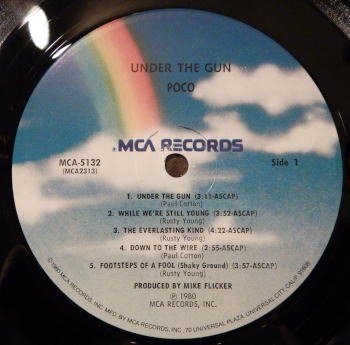 UNDER THE GUN
POCO
MCA RECORDS
MCA-5132
(MCA2313)
Side 1
1. UNDER THE GUN (3:11-ASCAP)
(Paul Cotton)
2. WHILE WE'RE STILL YOUNG (3:52-ASCAP)
(Rusty Young)
3. THE EVERLASTING KIND (4:22-ASCAP)
(Rusty Young)
4. DOWN TO THE WIRE (2:55-ASCAP)
(Paul Cotton)
5. FOOTSTEPS OF A FOOL (Shaky Ground) (3:57-ASCAP)
(Rusty Young)
PRODUCED BY MIKE FLICKER
℗ 1980
MCA RECORDS, INC.
© 1980 MCA RECORDS, INC. MFG BY MCA RECORDS, INC., 70 UNIVERSAL PLAZA, UNIVERSAL CITY, CALIF. 91608